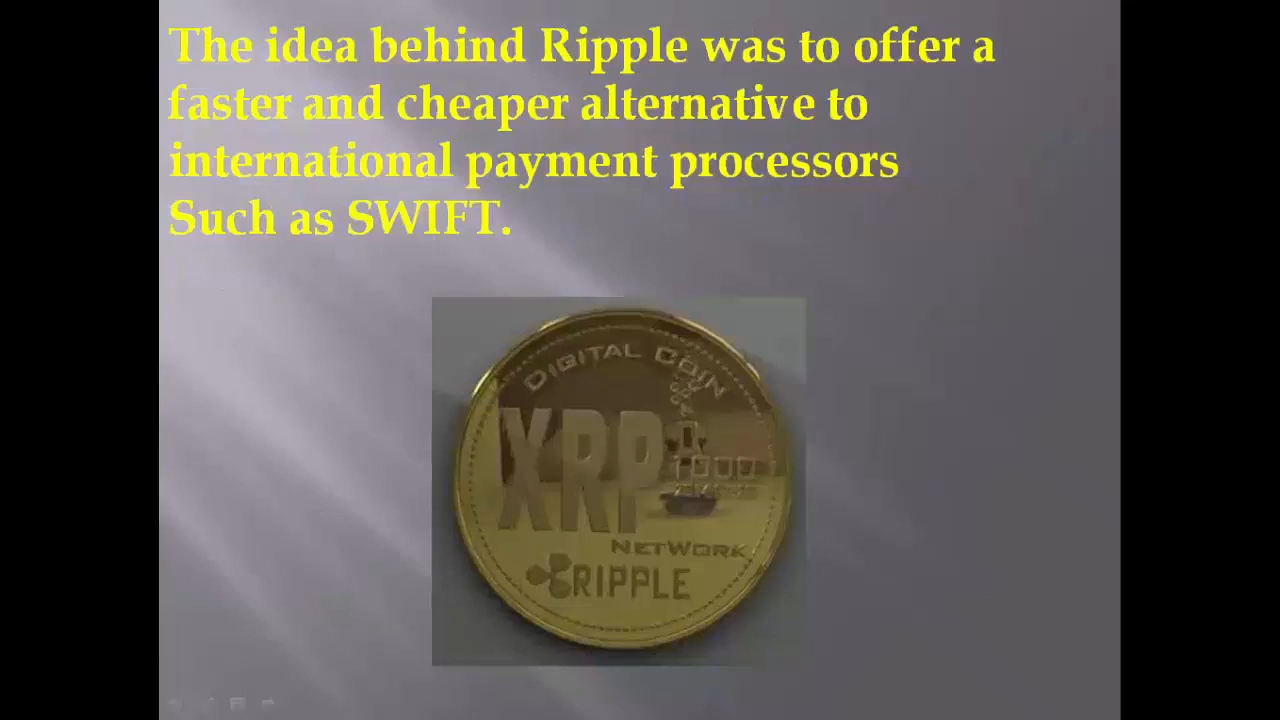 The idea behind Ripple was to offer a
faster and cheaper alternative to
international payment processors
Such as SWIFT.
DIGITAL COIN
XRP
1000
NETWORK
RIPPLE